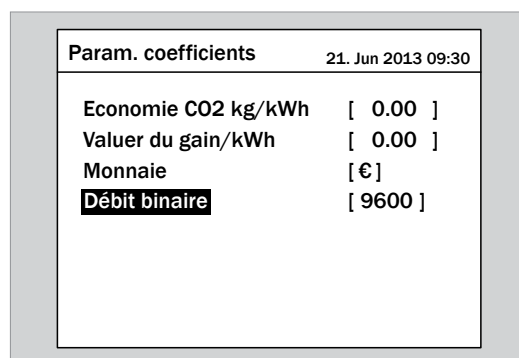 Param. coefficients 21. Jun 2013 09:30
Economie CO2 kg/kWh [ 0.00 ]
Valuer du gain/kWh [ 0.00 ]
Monnaie [ € ]
Débit binaire [ 9600 ]